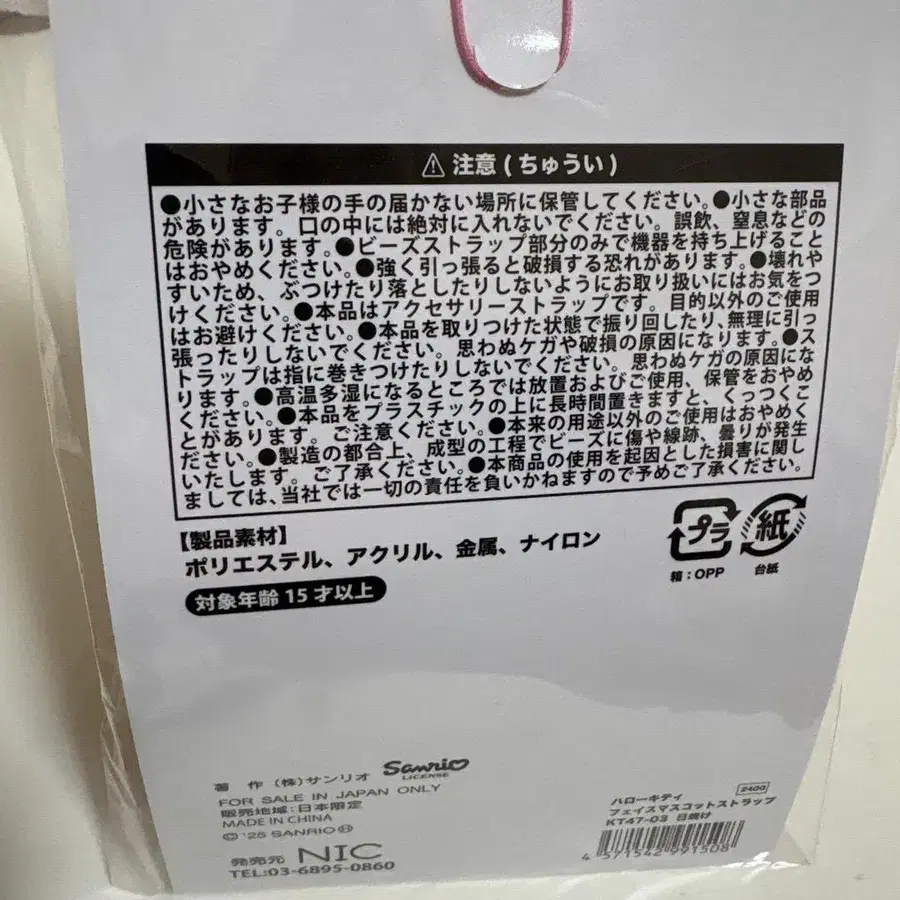 ⚠ 注意(ちゅうい)
●小さなお子様の手の届かない場所に保管してください。●小さな部品
があります。口の中には絶対に入れないでください。誤飲、窒息などの
危険があります。●ビーズストラップ部分のみで機器を持ち上げること
はおやめください。●強く引っ張ると破損する恐れがあります。●壊れや
すいため、ぶつけたり落としたりしないようにお取り扱いにはお気をつ
けください。●本品はアクセサリーストラップです。目的以外のご使用
はお避けください。●本品を取りつけた状態で振り回したり、無理に引っ
張ったりしないでください。思わぬケガや破損の原因になります。●ス
トラップは指に巻きつけたりしないでください。思わぬケガの原因にな
ります。●高温多湿になるところでは放置およびご使用、保管をおやめ
ください。●本品をプラスチックの上に長時間置きますと、くっつくこ
とがあります。ご注意ください。●本来の用途以外のご使用はおやめく
ださい。●製造の都合上、成型の工程でビーズに傷や線跡、曇りが発生
いたします。ご了承ください。●本商品の使用を起因とした損害に関し
ましては、当社では一切の責任を負いかねますので予めご了承ください。
【製品素材】
ポリエステル、アクリル、金属、ナイロン
対象年齢15才以上
プラ
箱:OPP
紙
台紙
著 作 (株)サンリオ Sanrio LICENSE
FOR SALE IN JAPAN ONLY
販売地域:日本限定
MADE IN CHINA
©'25 SANRIO Ⓗ
発売元 NIC
TEL:03-6895-0860
ハローキティ 2400
フェイスマスコットストラップ
KT47-03 日焼け
4 571542 991508